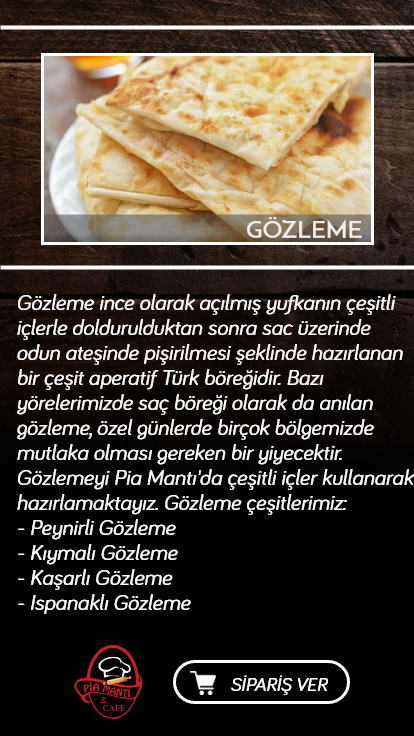 GÖZLEME
Gözleme ince olarak açılmış yufkanın çeşitli
içlerle doldurulduktan sonra sac üzerinde
odun ateşinde pişirilmesi şeklinde hazırlanan
bir çeşit aperatif Türk böreğidir. Bazı
yörelerimizde saç böreği olarak da anılan
gözleme, özel günlerde birçok bölgemizde
mutlaka olması gereken bir yiyecektir.
Gözlemeyi Pia Mantı'da çeşitli içler kullanarak
hazırlamaktayız. Gözleme çeşitlerimiz:
- Peynirli Gözleme
- Kıymalı Gözleme
- Kaşarlı Gözleme
- Ispanaklı Gözleme
PİA MANTI
&
CAFE
SİPARİŞ VER